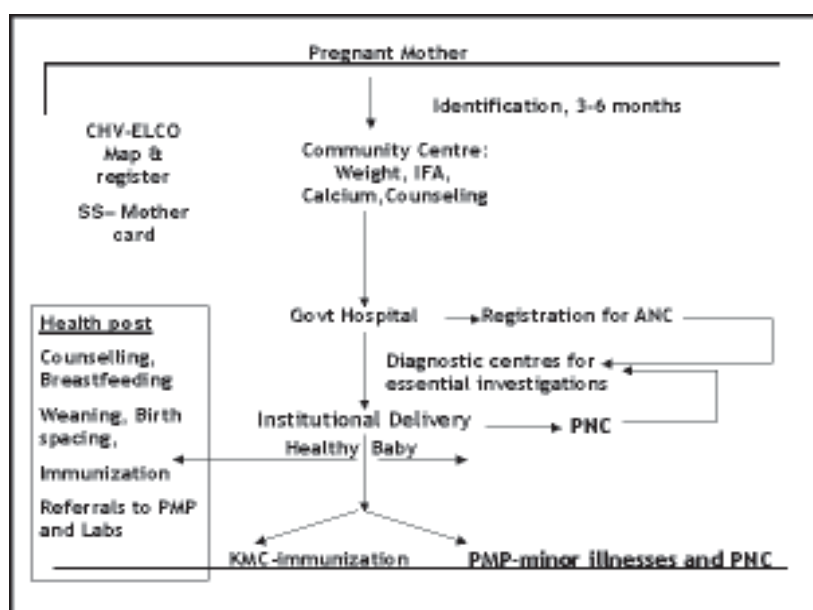 Pregnant Mother
Identification, 3-6 months
CHV-ELCO
Map &
register
SS– Mother
card
Community Centre:
Weight, IFA,
Calcium,Counseling
Govt Hospital
Registration for ANC
Diagnostic centres for
essential investigations
Institutional Delivery
PNC
Healthy Baby
Health post
Counselling,
Breastfeeding
Weaning, Birth
spacing,
Immunization
Referrals to PMP
and Labs
KMC-immunization
PMP-minor illnesses and PNC